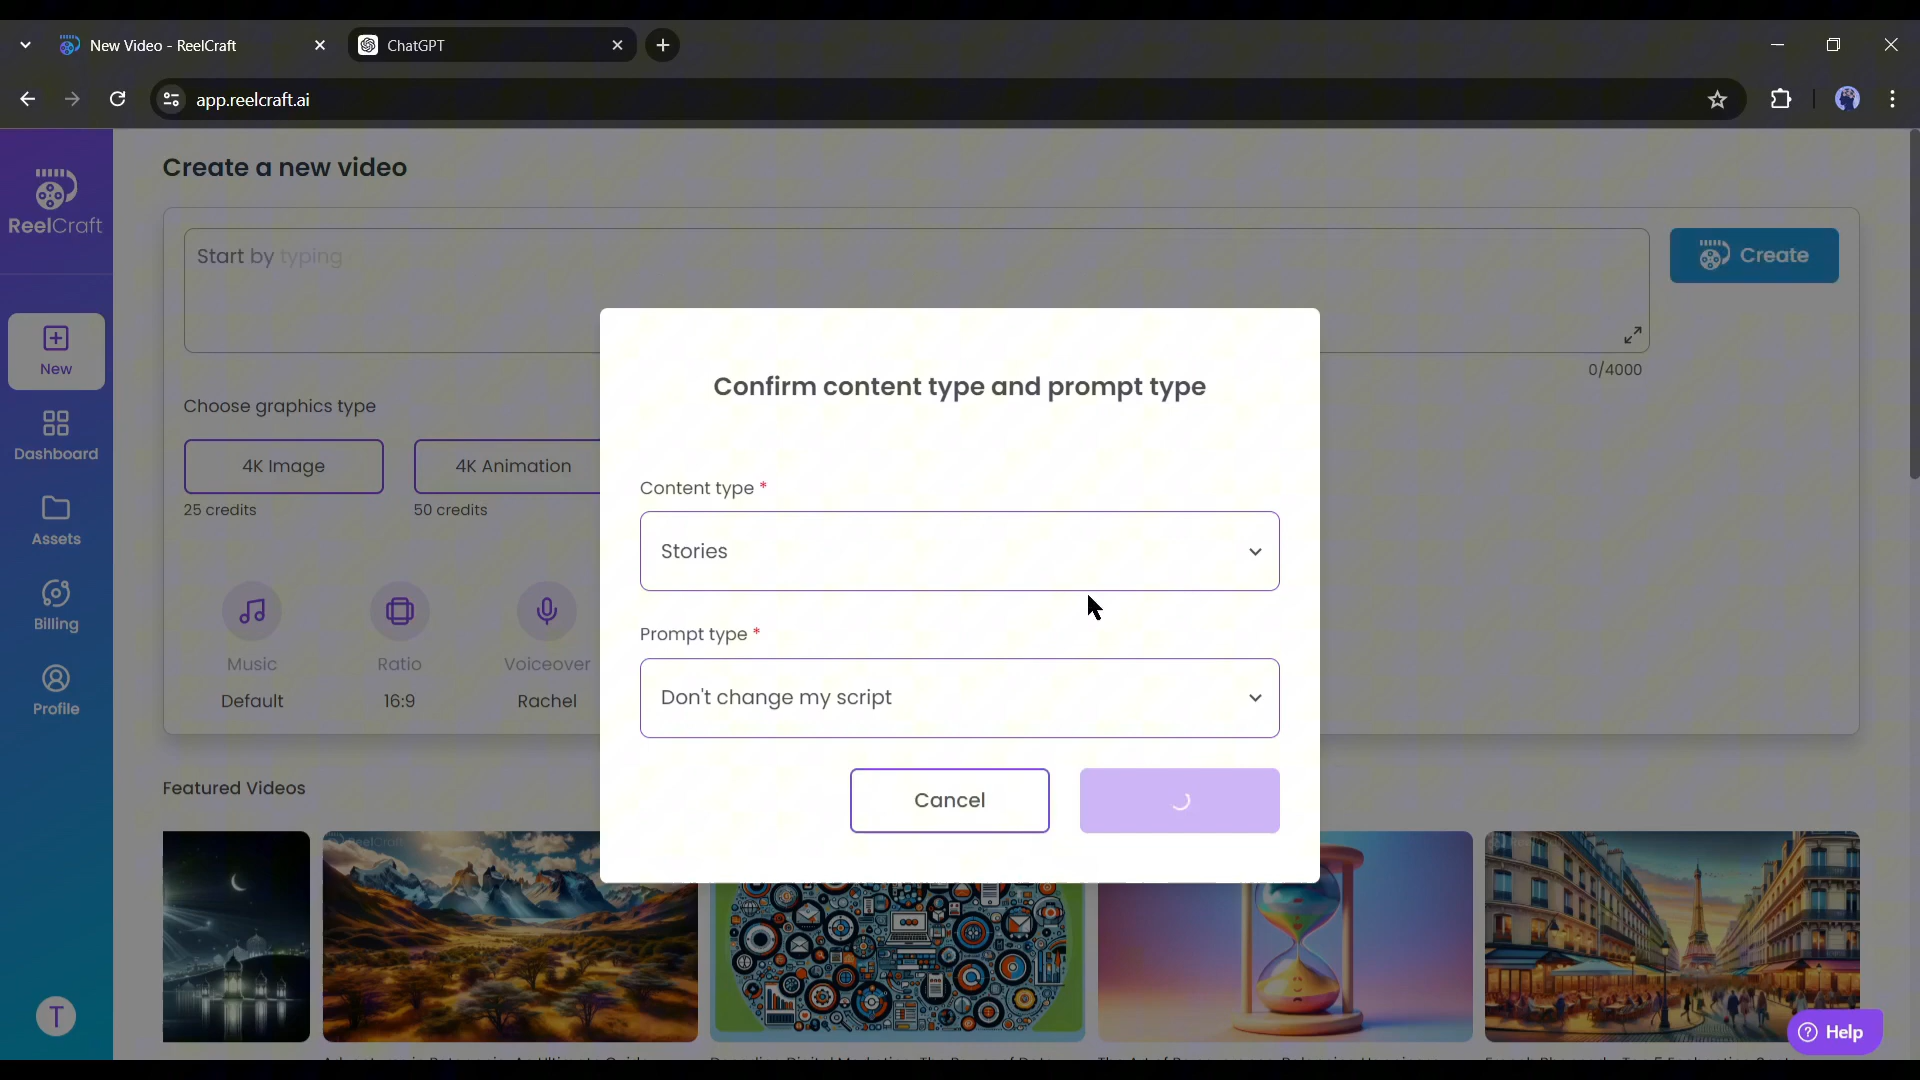 New Video - ReelCraft
ChatGPT
app.reelcraft.ai
ReelCraft
New
Dashboard
Assets
Billing
Profile
T
Create a new video
Start by typing
Create
0/4000
Choose graphics type
4K Image
4K Animation
25 credits
50 credits
Music
Ratio
Voiceover
Default
16:9
Rachel
Confirm content type and prompt type
Content type *
Stories
Prompt type *
Don't change my script
Cancel
Featured Videos
Help